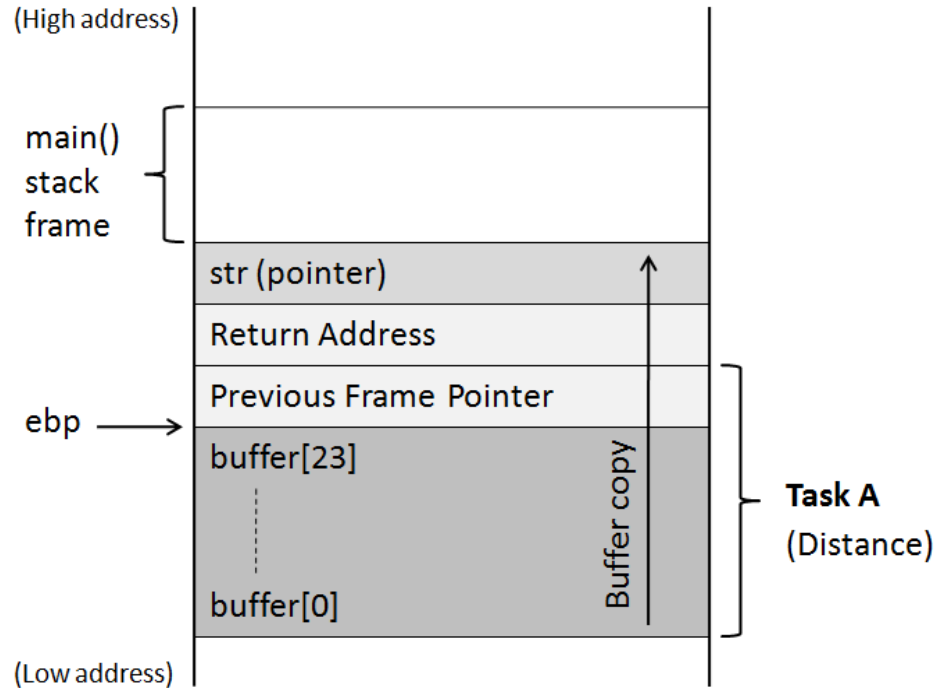 (High address)
main()
stack
frame
str (pointer)
Return Address
Previous Frame Pointer
ebp
buffer[23]
buffer[0]
Buffer copy
Task A
(Distance)
(Low address)